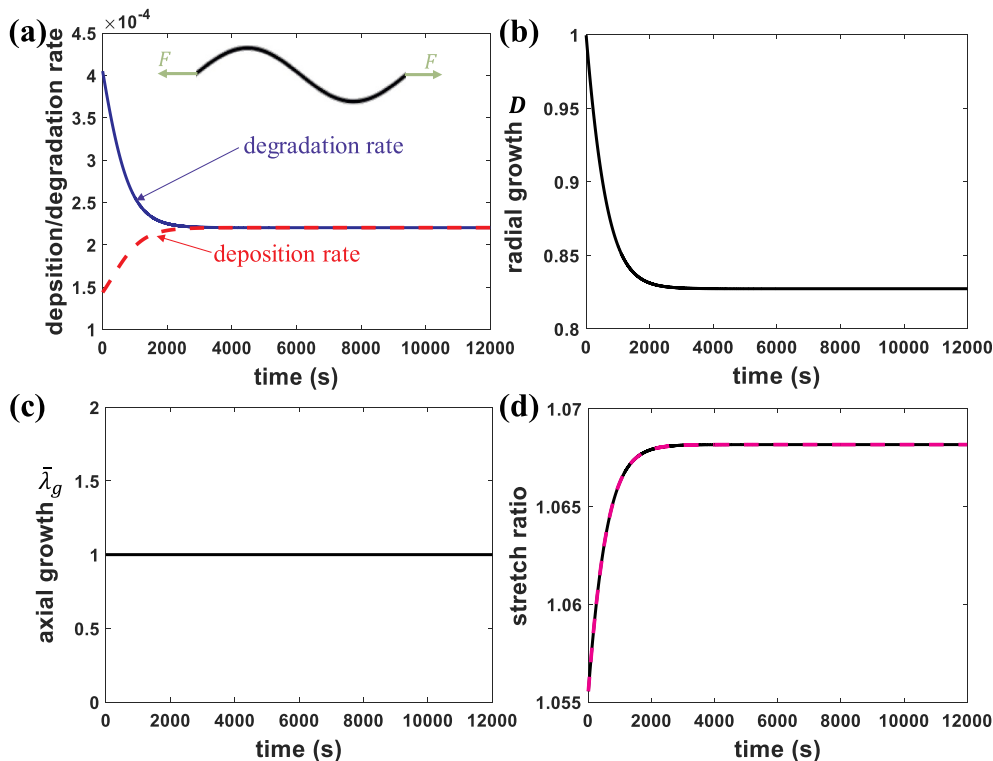 (a)
×10⁻⁴
depsition/degradation rate
4.5
4
3.5
3
2.5
2
1.5
1
F
F
degradation rate
deposition rate
0
2000
4000
6000
8000
10000
12000
time (s)
(b)
D
radial growth
1
0.95
0.9
0.85
0.8
0
2000
4000
6000
8000
10000
12000
time (s)
(c)
λ̄g
axial growth
2
1.5
1
0.5
0
0
2000
4000
6000
8000
10000
12000
time (s)
(d)
stretch ratio
1.07
1.065
1.06
1.055
0
2000
4000
6000
8000
10000
12000
time (s)